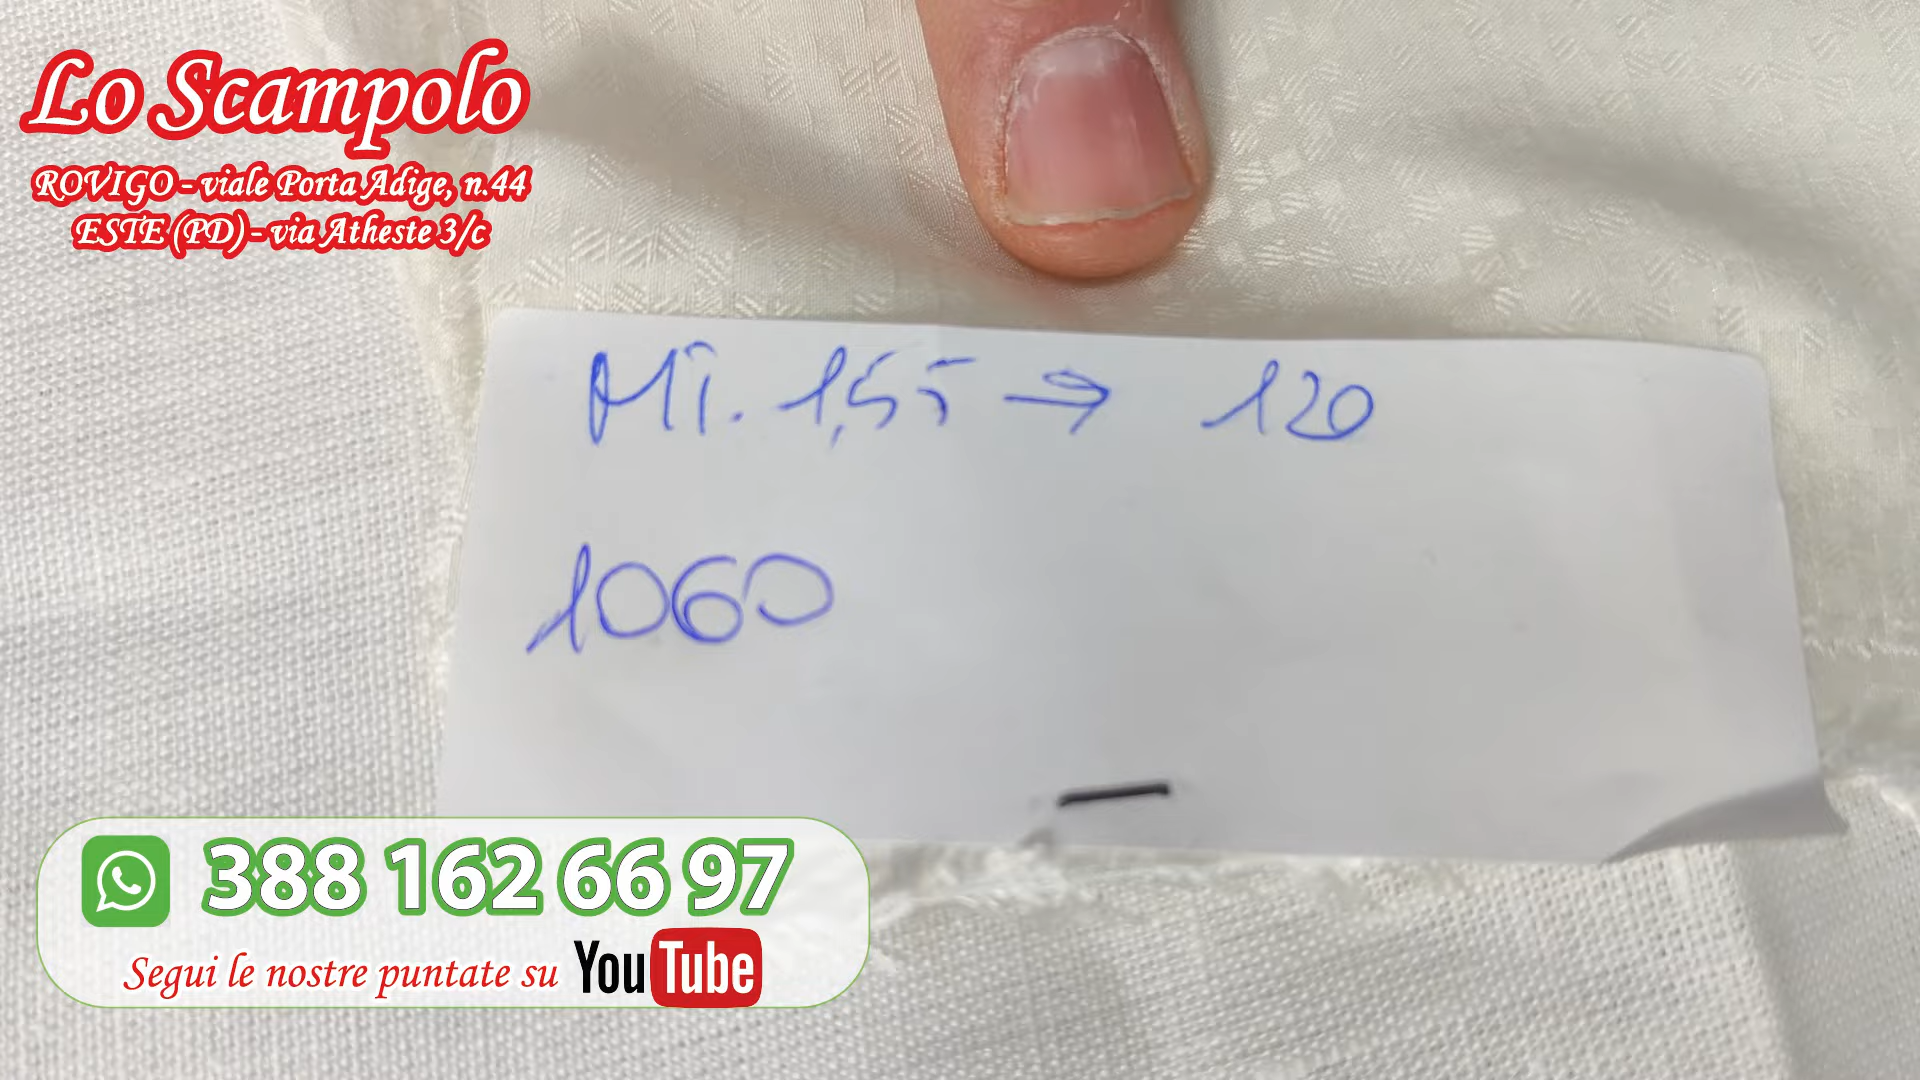 Lo Scampolo
ROVIGO - viale Porta Adige, n.44
ESTE (PD) - via Atheste 3/c
MT. 1,55 → 120
1060
388 162 66 97
Segui le nostre puntate su YouTube